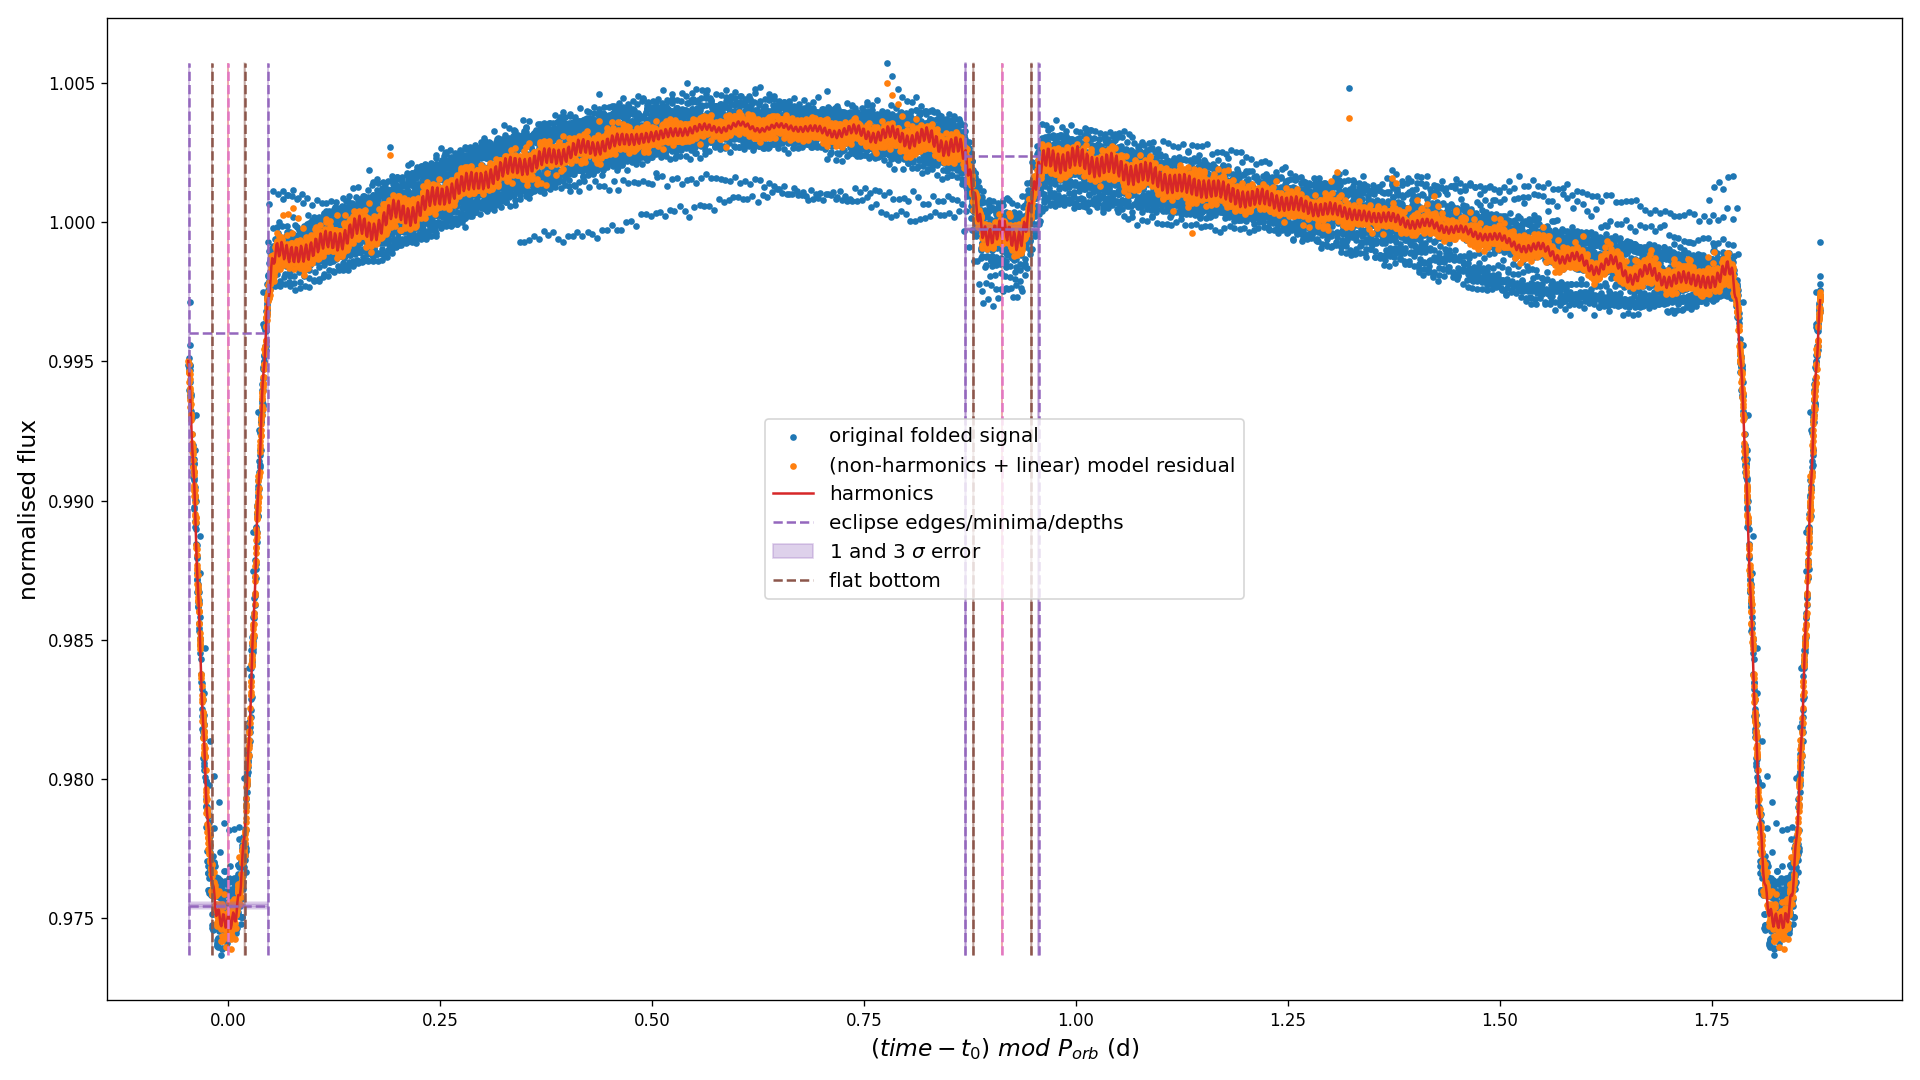 1.005
1.000
0.995
0.990
0.985
0.980
0.975
normalised flux
original folded signal
(non-harmonics + linear) model residual
harmonics
eclipse edges/minima/depths
1 and 3 σ error
flat bottom
0.00 0.25 0.50 0.75 1.00 1.25 1.50 1.75
(time − t₀) mod P_orb (d)